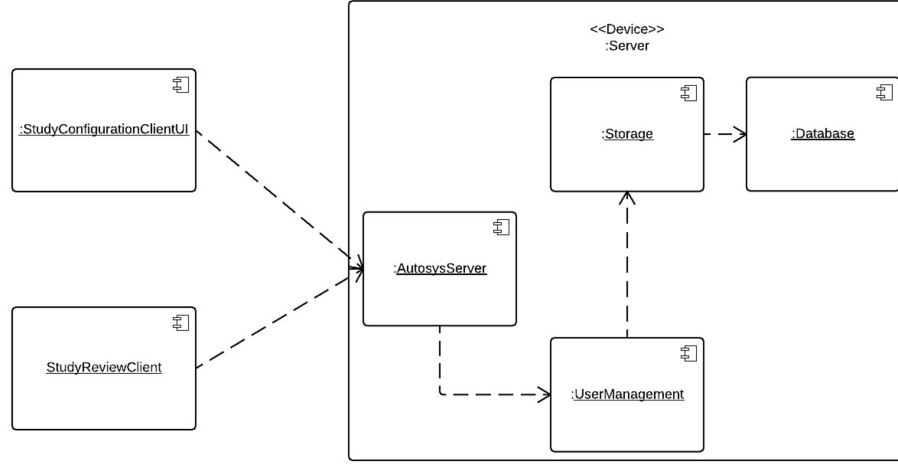 <<Device>>
:Server
:StudyConfigurationClientUI
:Storage
:Database
:AutosysServer
StudyReviewClient
:UserManagement